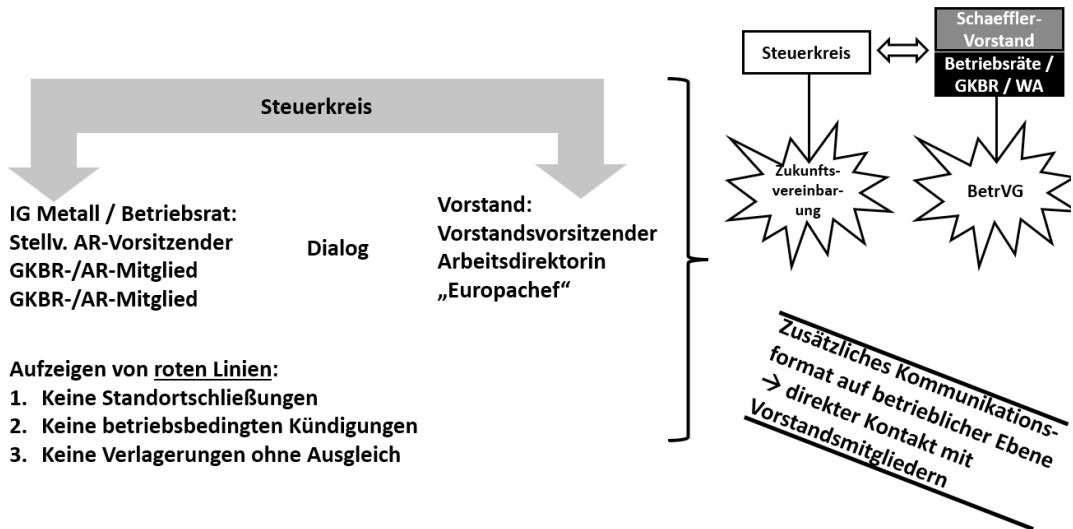 Steuerkreis
IG Metall / Betriebsrat:
Stellv. AR-Vorsitzender
GKBR-/AR-Mitglied
GKBR-/AR-Mitglied
Dialog
Vorstand:
Vorstandsvorsitzender
Arbeitsdirektorin
„Europachef“
Aufzeigen von roten Linien:
1. Keine Standortschließungen
2. Keine betriebsbedingten Kündigungen
3. Keine Verlagerungen ohne Ausgleich
Steuerkreis
Schaeffler-
Vorstand
Betriebsräte /
GKBR / WA
Zukunfts-
vereinbar-
ung
BetrVG
Zusätzliches Kommunikations-
format auf betrieblicher Ebene
→ direkter Kontakt mit
Vorstandsmitgliedern